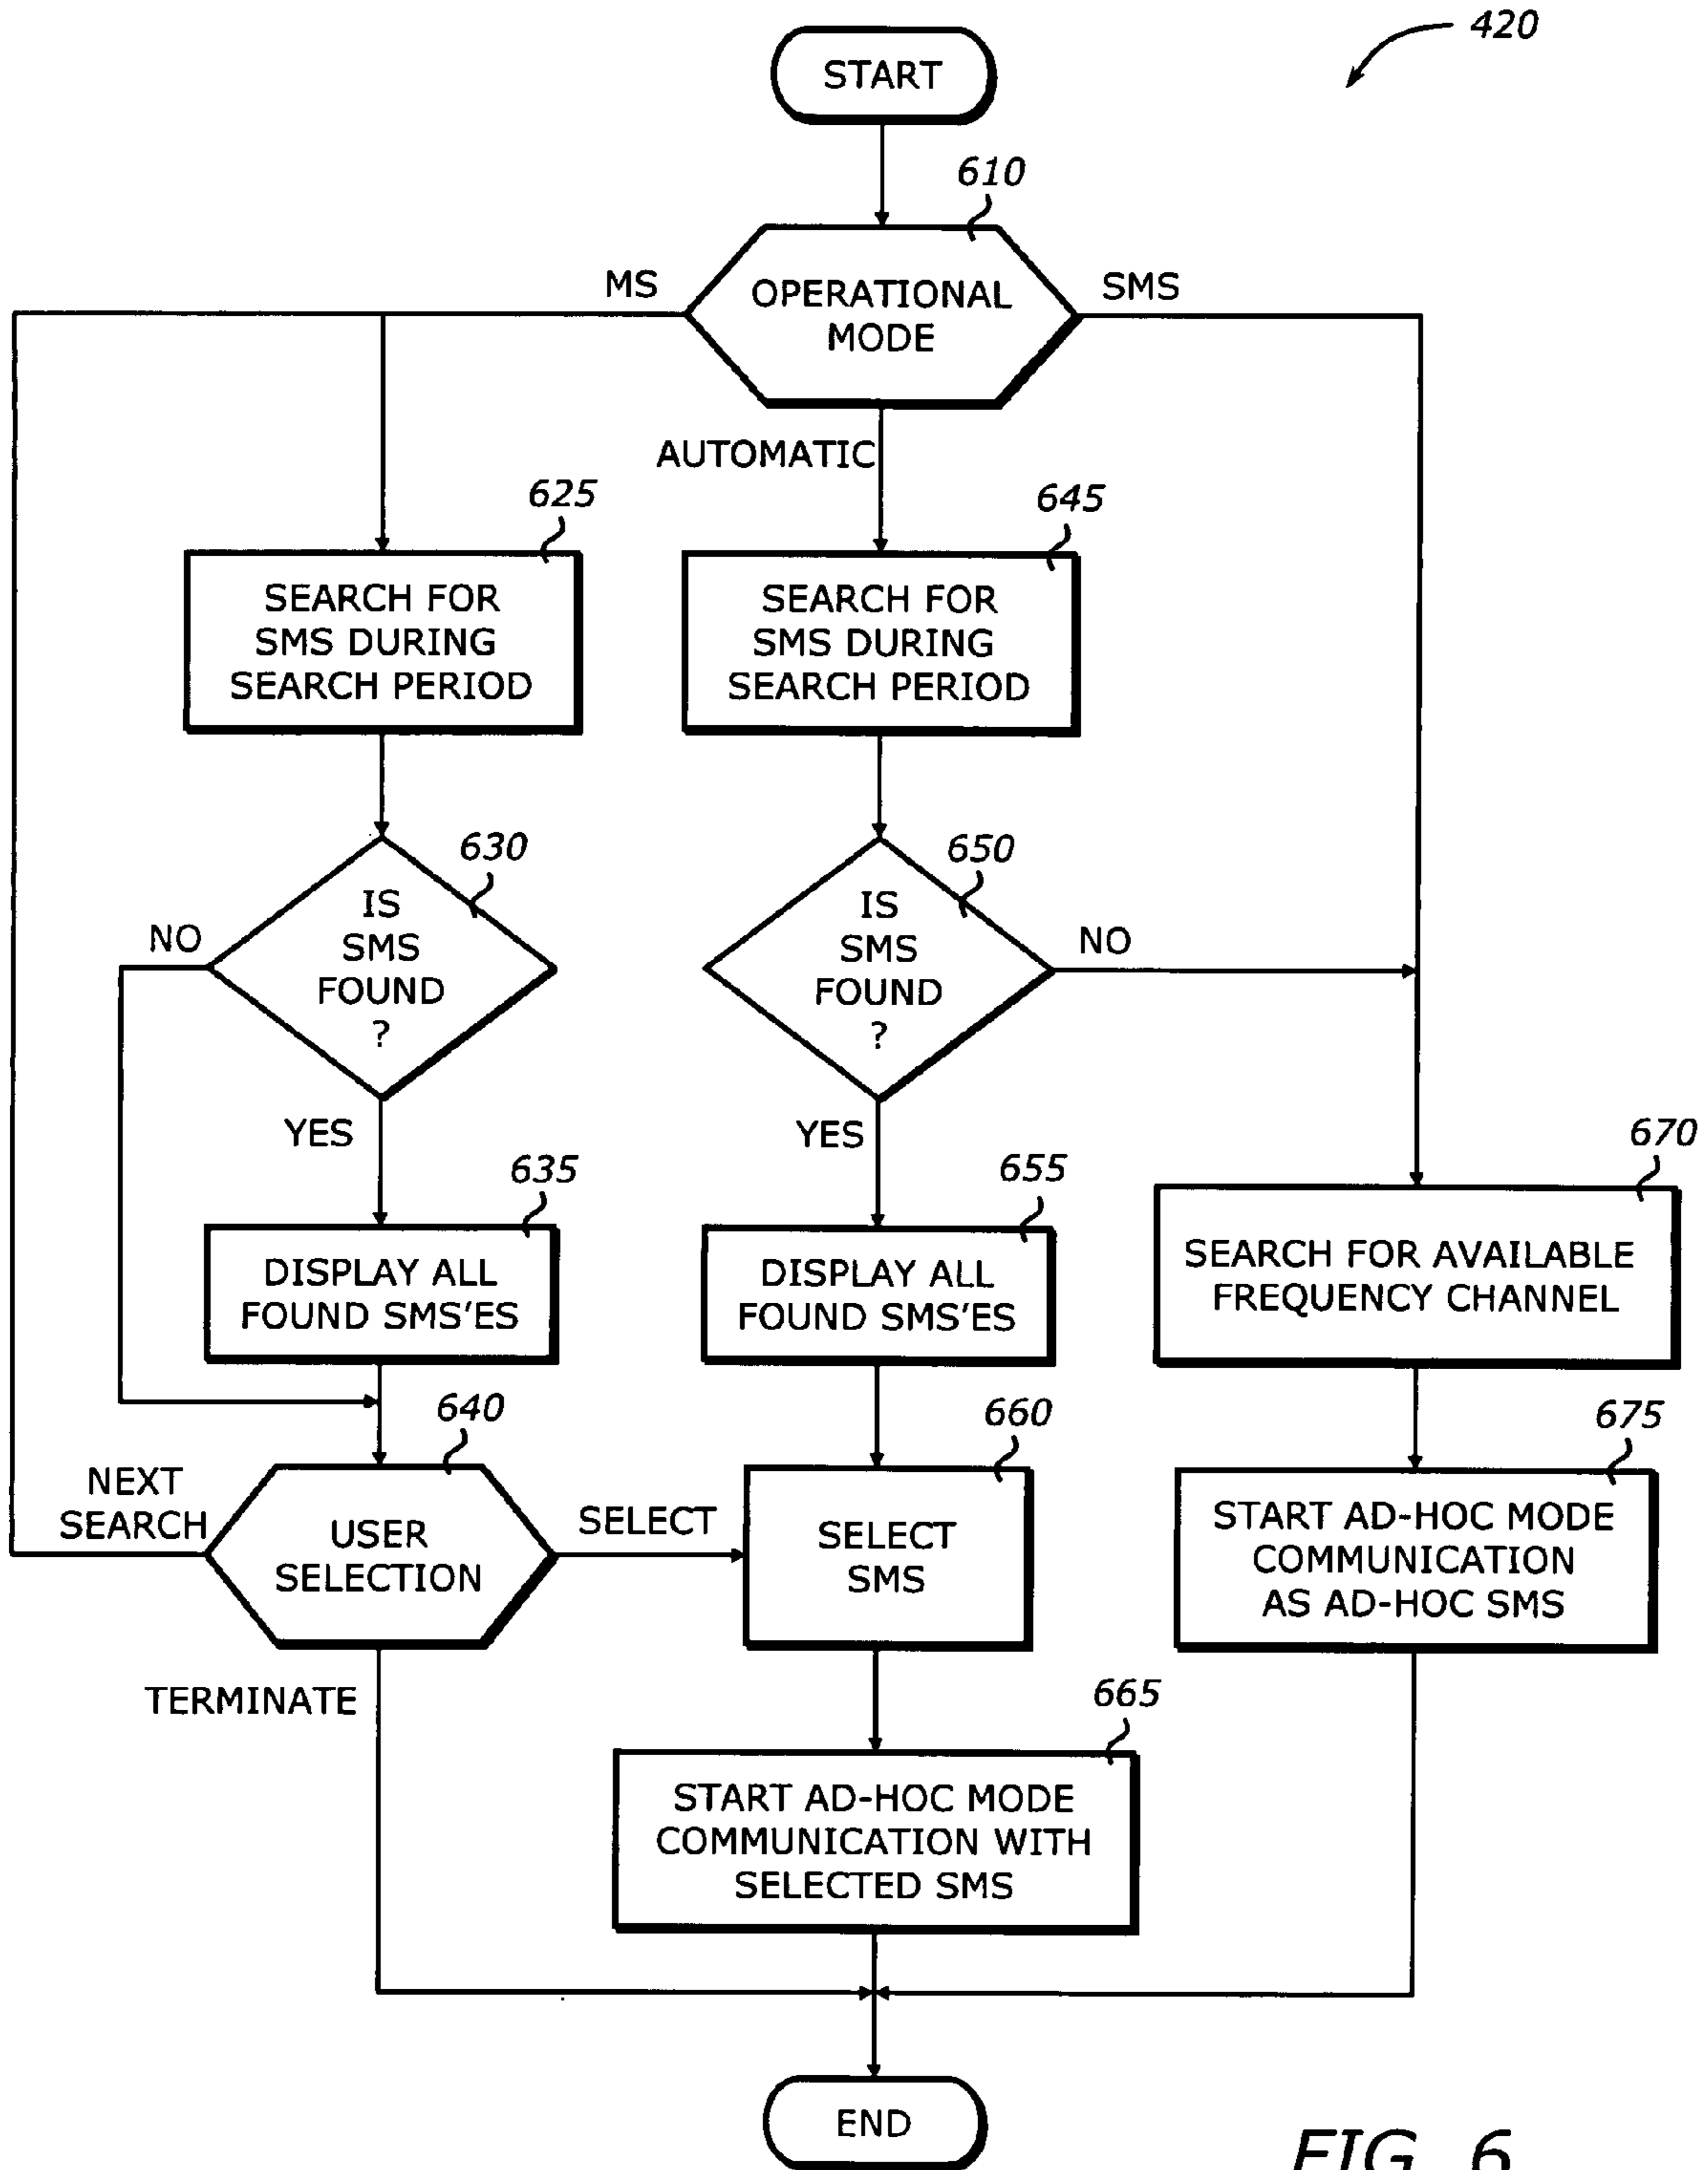 420
START
610
MS
OPERATIONAL
MODE
SMS
AUTOMATIC
625
SEARCH FOR
SMS DURING
SEARCH PERIOD
645
SEARCH FOR
SMS DURING
SEARCH PERIOD
630
IS
SMS
FOUND
?
NO
YES
650
IS
SMS
FOUND
?
NO
YES
635
DISPLAY ALL
FOUND SMS'ES
655
DISPLAY ALL
FOUND SMS'ES
670
SEARCH FOR AVAILABLE
FREQUENCY CHANNEL
640
NEXT
SEARCH
USER
SELECTION
SELECT
TERMINATE
660
SELECT
SMS
675
START AD-HOC MODE
COMMUNICATION
AS AD-HOC SMS
665
START AD-HOC MODE
COMMUNICATION WITH
SELECTED SMS
END
FIG. 6